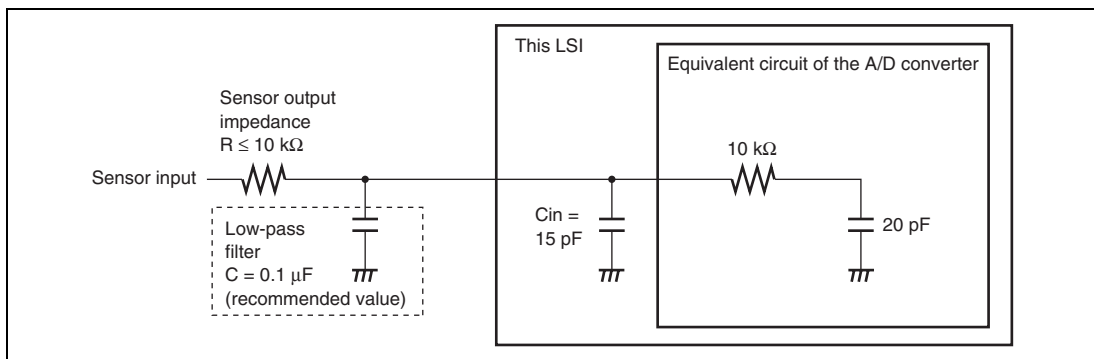 This LSI
Equivalent circuit of the A/D converter
Sensor output
impedance
R ≤ 10 kΩ
10 kΩ
Sensor input
Low-pass
filter
C = 0.1 μF
(recommended value)
Cin =
15 pF
20 pF